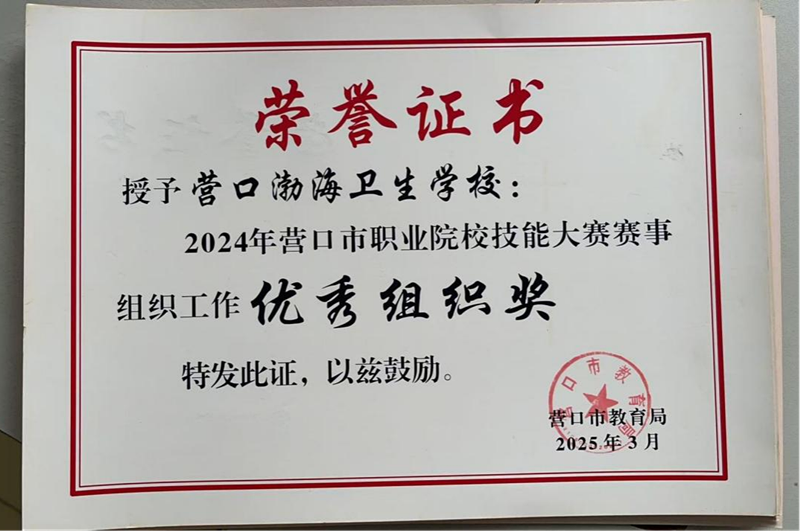 荣誉证书
授予 营口渤海卫生学校：
2024年营口市职业院校技能大赛赛事
组织工作 优秀组织奖
特发此证，以兹鼓励。
营口市教育局
营口市教育局
2025年3月